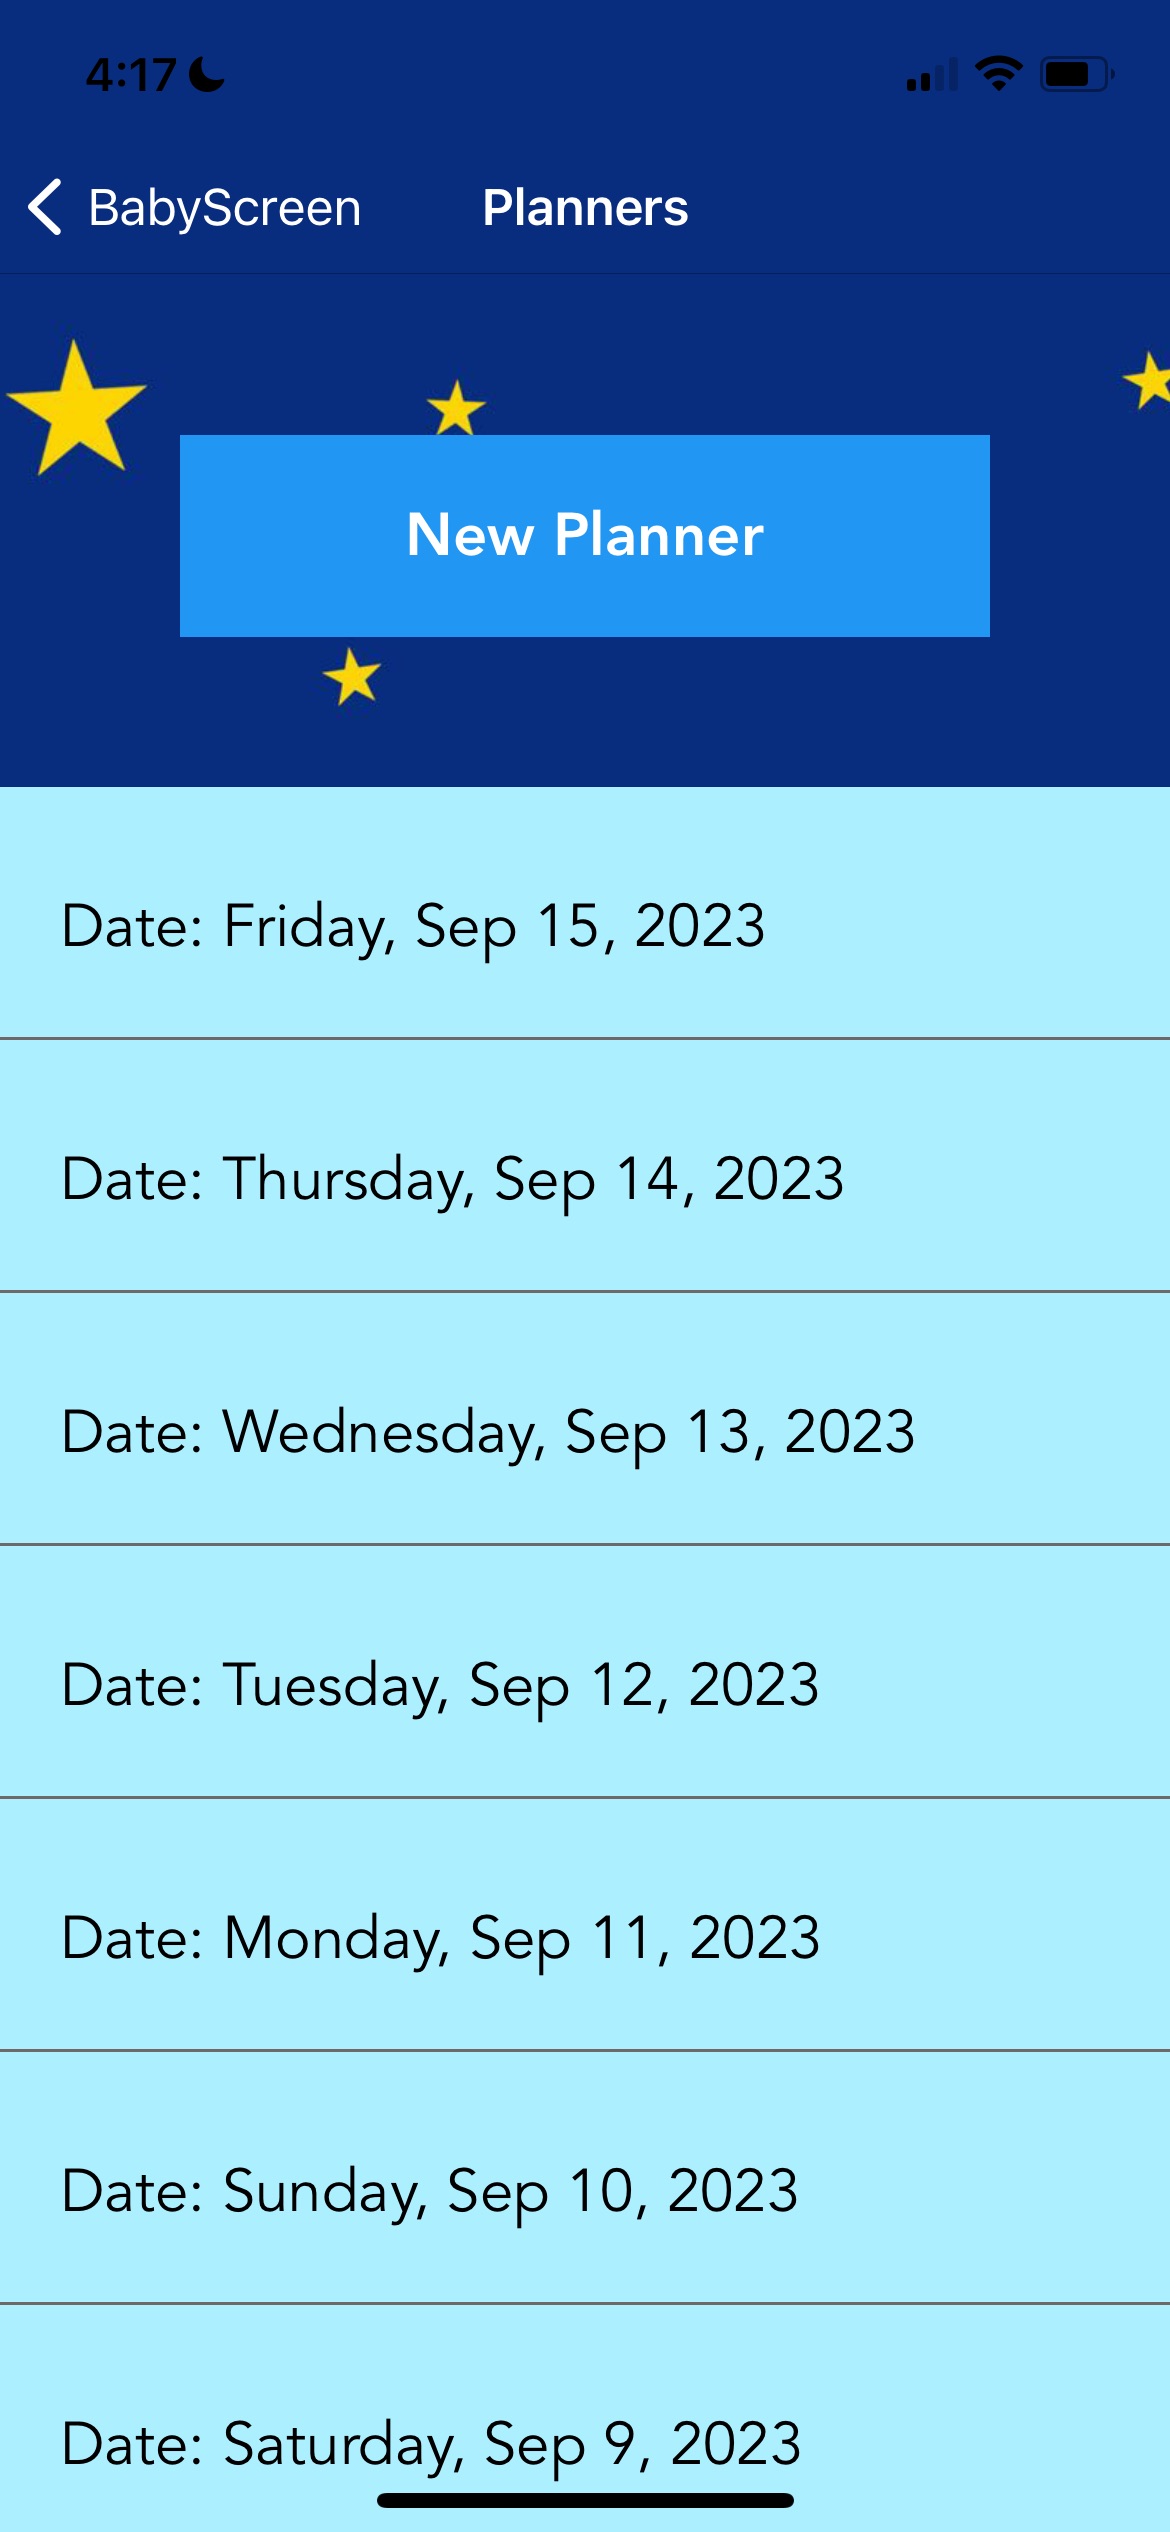 4:17
BabyScreen Planners
New Planner
Date: Friday, Sep 15, 2023
Date: Thursday, Sep 14, 2023
Date: Wednesday, Sep 13, 2023
Date: Tuesday, Sep 12, 2023
Date: Monday, Sep 11, 2023
Date: Sunday, Sep 10, 2023
Date: Saturday, Sep 9, 2023